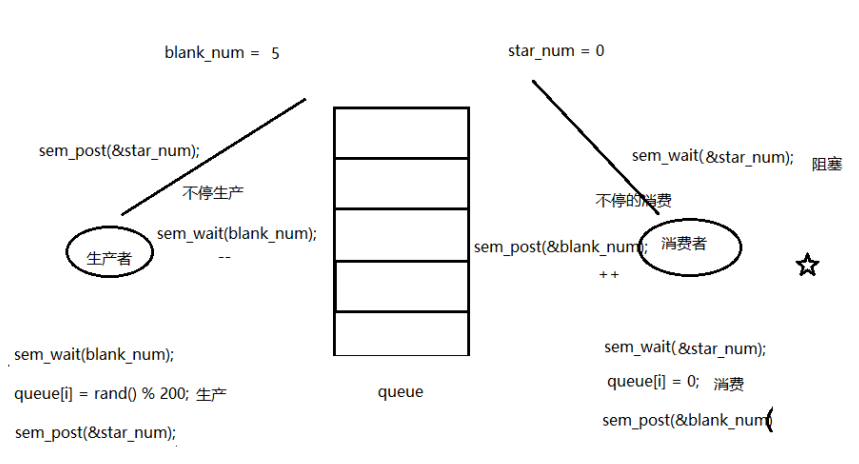 blank_num = 5
star_num = 0
sem_post(&star_num);
sem_wait(&star_num); 阻塞
不停生产
不停的消费
sem_wait(blank_num);
生产者
--
sem_post(&blank_num);
消费者
++
sem_wait(blank_num);
queue[i] = rand() % 200; 生产
sem_post(&star_num);
queue
sem_wait(&star_num);
queue[i] = 0; 消费
sem_post(&blank_num(